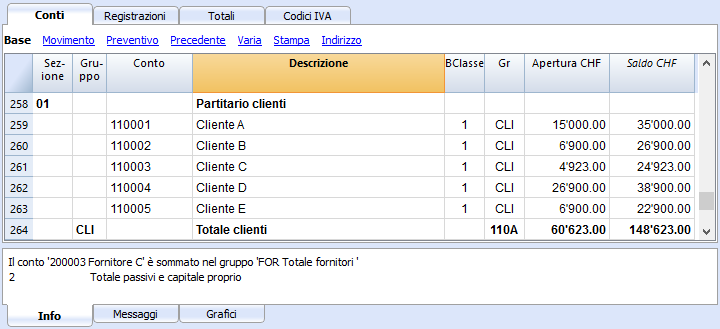 Conti Registrazioni Totali Codici IVA
Base Movimento Preventivo Precedente Varia Stampa Indirizzo
Sez-
zione Gru-
ppo Conto Descrizione BClasse Gr Apertura CHF Saldo CHF
258 01 Partitario clienti
259 110001 Cliente A 1 CLI 15'000.00 35'000.00
260 110002 Cliente B 1 CLI 6'900.00 26'900.00
261 110003 Cliente C 1 CLI 4'923.00 24'923.00
262 110004 Cliente D 1 CLI 26'900.00 38'900.00
263 110005 Cliente E 1 CLI 6'900.00 22'900.00
264 CLI Totale clienti 110A 60'623.00 148'623.00
Il conto '200003 Fornitore C' è sommato nel gruppo 'FOR Totale fornitori '
2 Totale passivi e capitale proprio
Info Messaggi Grafici